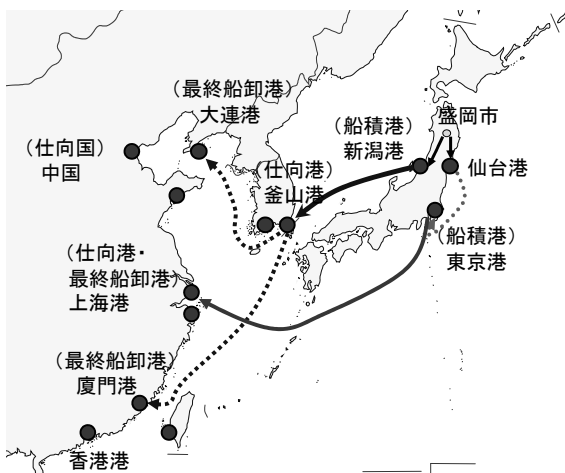 （最終船卸港）
大連港
（仕向国）
中国
（仕向港）
釜山港
（船積港）
新潟港
盛岡市
仙台港
（船積港）
東京港
（仕向港・
最終船卸港）
上海港
（最終船卸港）
廈門港
香港港